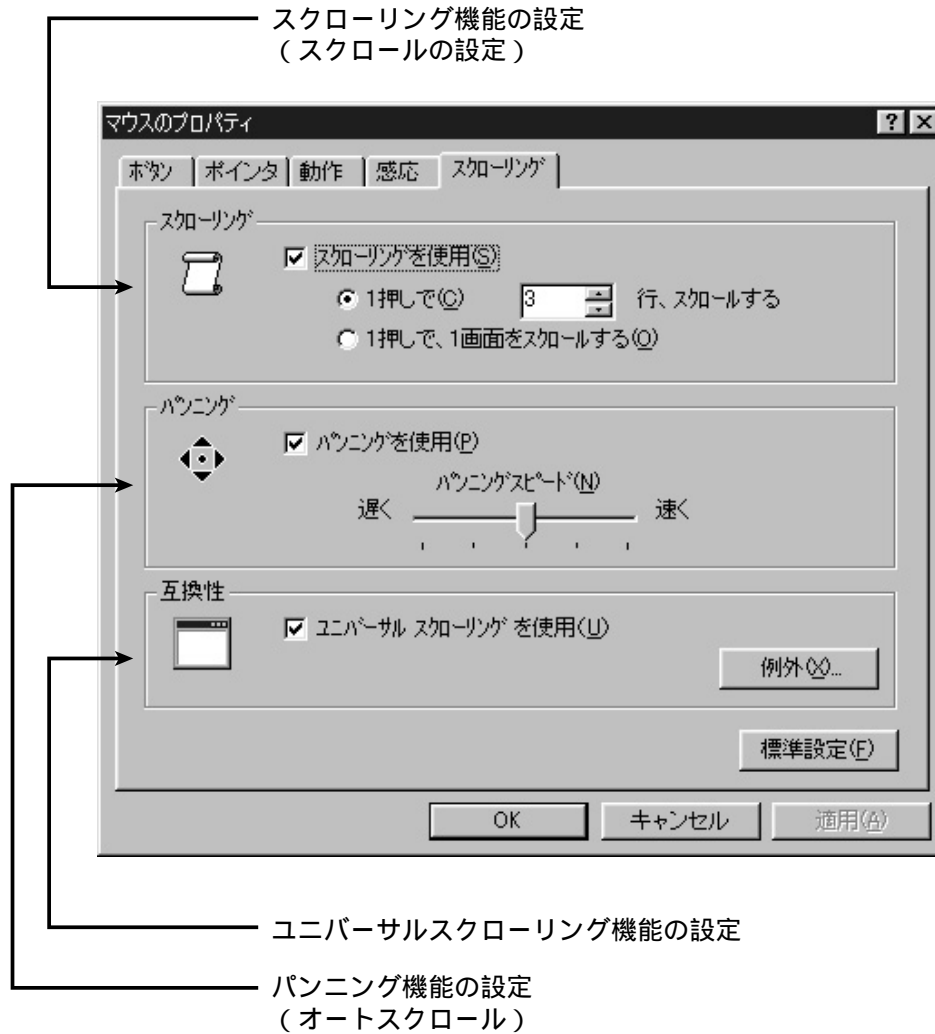 スクローリング機能の設定
(スクロールの設定)
マウスのプロパティ
ﾎﾞﾀﾝ ポインタ 動作 感応 ｽｸﾛｰﾘﾝｸﾞ
ｽｸﾛｰﾘﾝｸﾞ
ｽｸﾛｰﾘﾝｸﾞを使用(S)
1押しで(C) 3 行、ｽｸﾛｰﾙする
1押しで、1画面をｽｸﾛｰﾙする(O)
ﾊﾟﾝﾆﾝｸﾞ
ﾊﾟﾝﾆﾝｸﾞを使用(P)
ﾊﾟﾝﾆﾝｸﾞｽﾋﾟｰﾄﾞ(N)
遅く 速く
互換性
ﾕﾆﾊﾞｰｻﾙ ｽｸﾛｰﾘﾝｸﾞを使用(U)
例外(X)...
標準設定(F)
OK キャンセル 適用(A)
ユニバーサルスクローリング機能の設定
パンニング機能の設定
(オートスクロール)